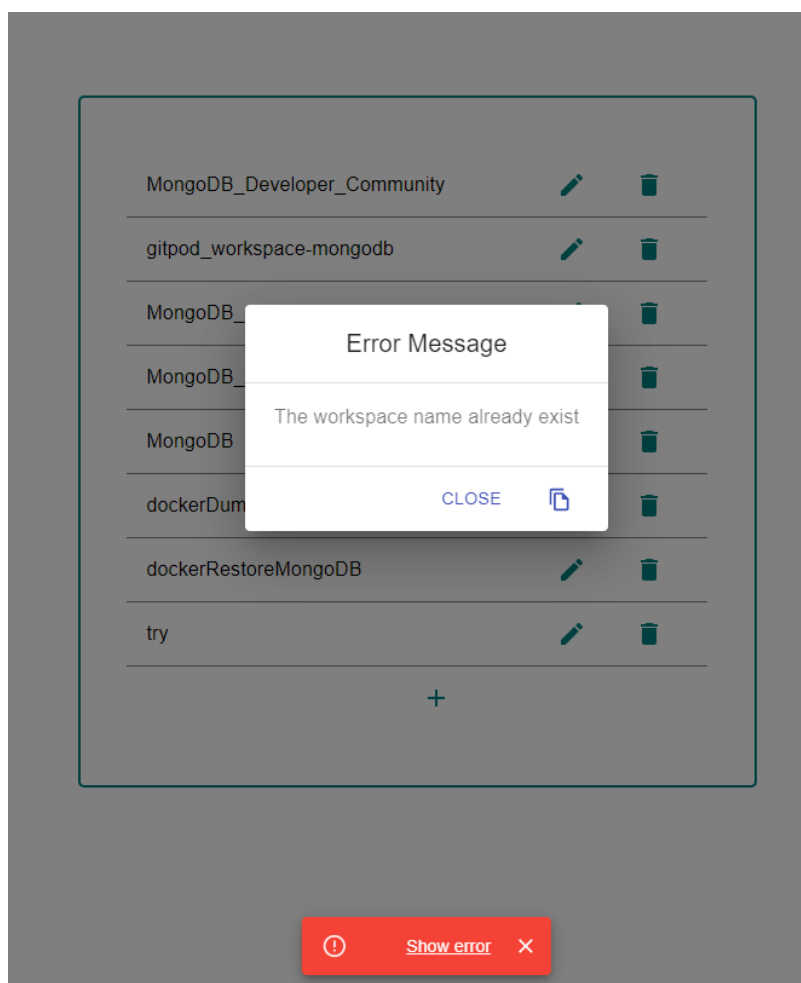 MongoDB_Developer_Community
gitpod_workspace-mongodb
MongoDB_
Error Message
MongoDB_
The workspace name already exist
MongoDB
CLOSE
dockerDum
dockerRestoreMongoDB
try
Show error